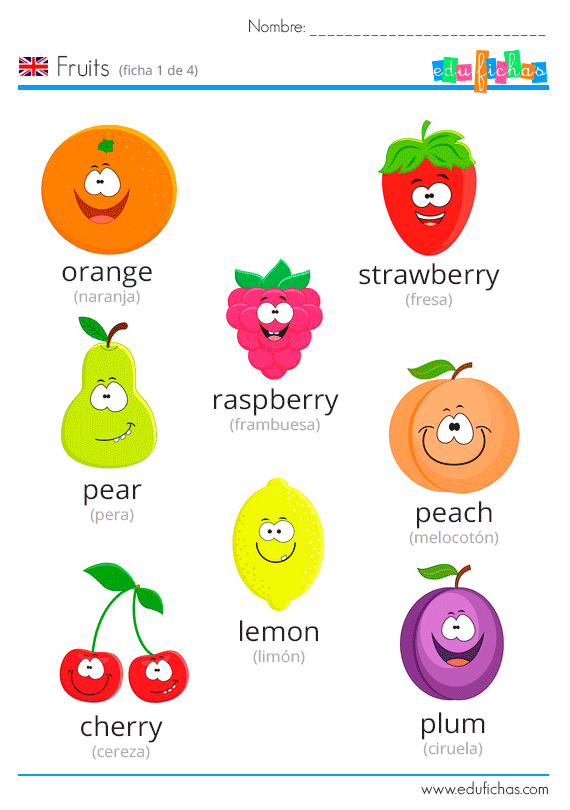 Nombre: ___________________________
Fruits (ficha 1 de 4)
edufichas
orange
(naranja)
strawberry
(fresa)
raspberry
(frambuesa)
pear
(pera)
peach
(melocotón)
lemon
(limón)
cherry
(cereza)
plum
(ciruela)
www.edufichas.com